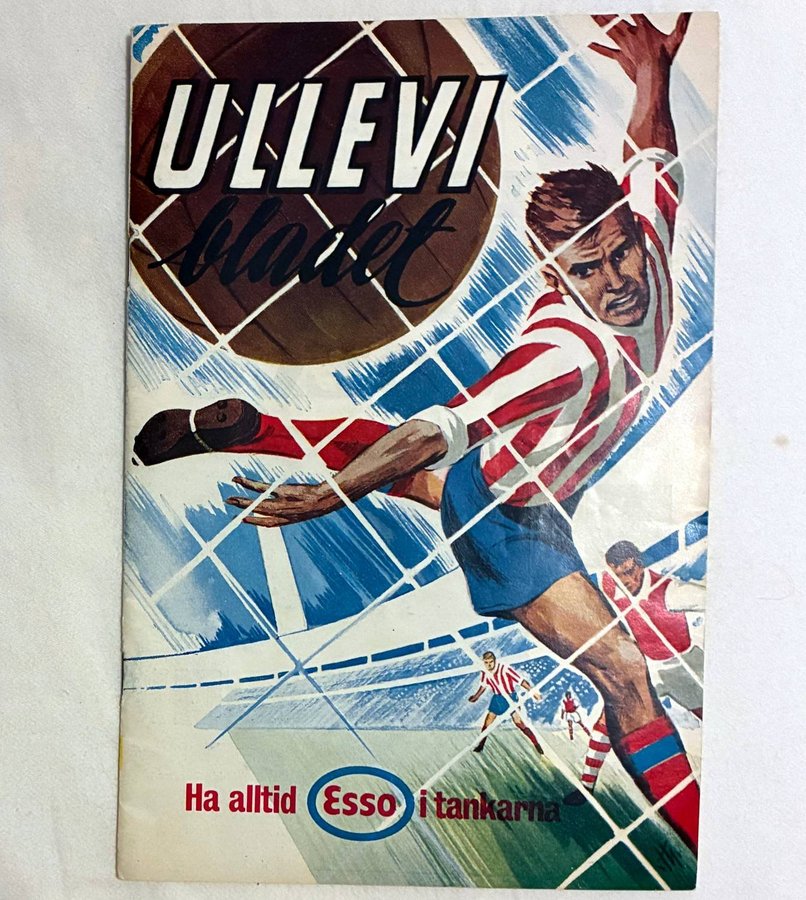 ULLEVI
bladet
Ha alltid Esso i tankarna